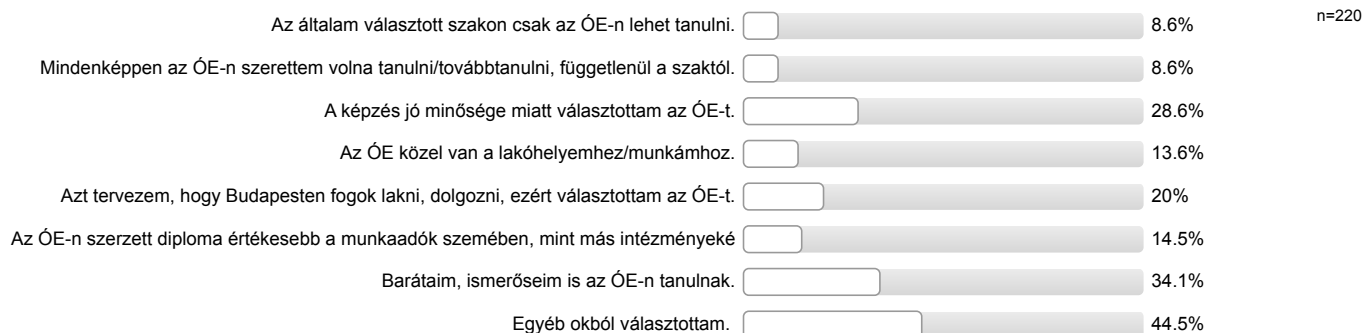 Az általam választott szakon csak az ÓE-n lehet tanulni. 8.6% n=220
Mindenképpen az ÓE-n szerettem volna tanulni/továbbtanulni, függetlenül a szaktól. 8.6%
A képzés jó minősége miatt választottam az ÓE-t. 28.6%
Az ÓE közel van a lakóhelyemhez/munkámhoz. 13.6%
Azt tervezem, hogy Budapesten fogok lakni, dolgozni, ezért választottam az ÓE-t. 20%
Az ÓE-n szerzett diploma értékesebb a munkaadók szemében, mint más intézményeké 14.5%
Barátaim, ismerőseim is az ÓE-n tanulnak. 34.1%
Egyéb okból választottam. 44.5%